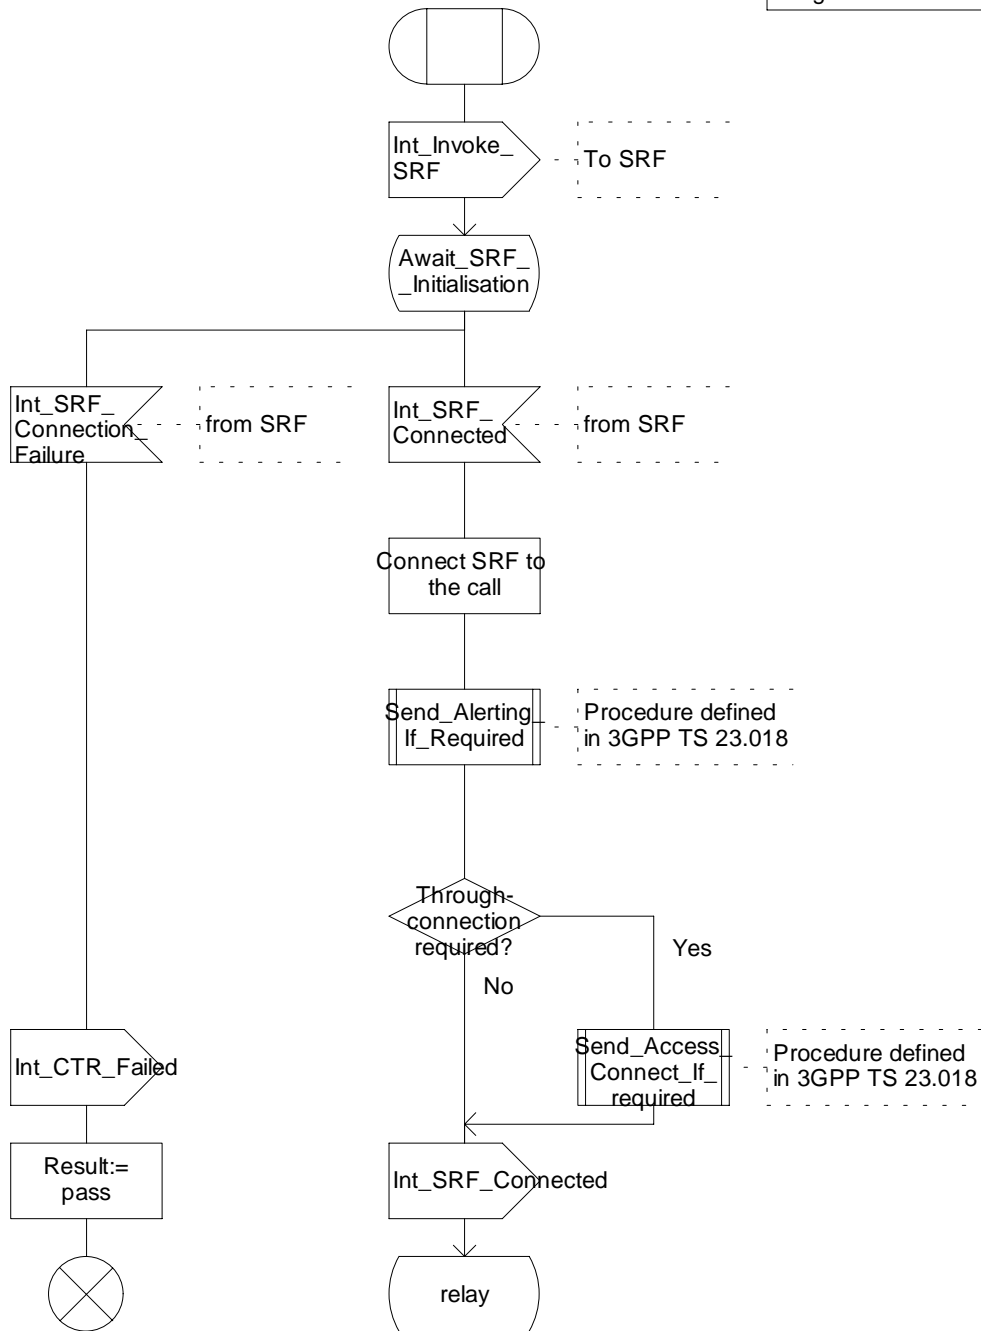 Int_Invoke_
SRF
To SRF
Await_SRF_
_Initialisation
Int_SRF_
Connection_
Failure
from SRF
Int_SRF_
Connected
from SRF
Connect SRF to
the call
Send_Alerting_
If_Required
Procedure defined
in 3GPP TS 23.018
Through-
connection
required?
Yes
No
Int_CTR_Failed
Send_Access_
Connect_If_
required
Procedure defined
in 3GPP TS 23.018
Result:=
pass
Int_SRF_Connected
relay